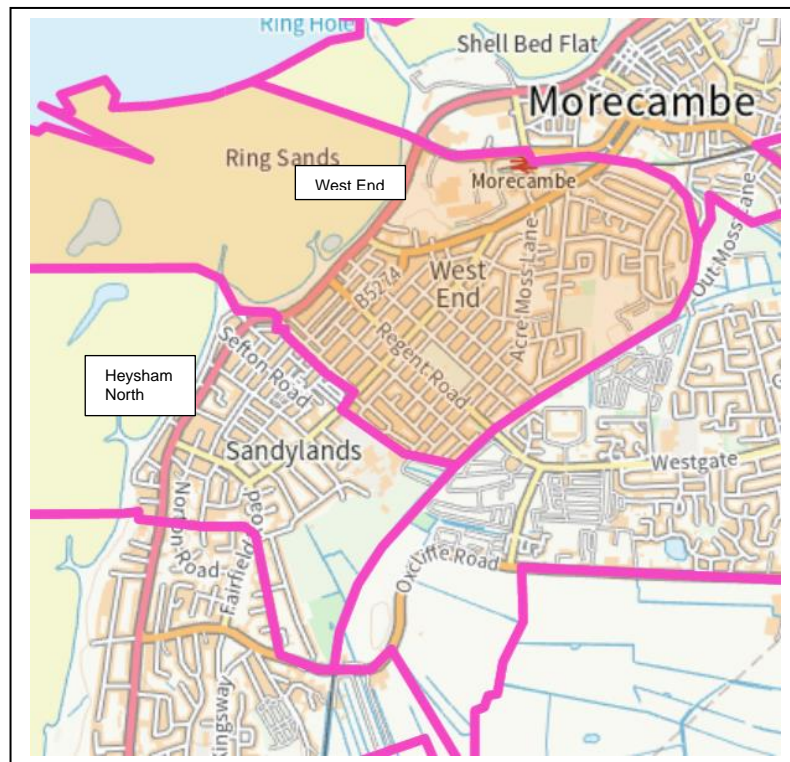 Ring Hole
Shell Bed Flat
Morecambe
Ring Sands
West End
Morecambe
Out Moss Lane
West
End
B5274
Acre Moss Lane
Regent Road
Sefton Road
Heysham
North
Sandylands
Westgate
Norton Road
Fairfield Road
Oxcliffe Road